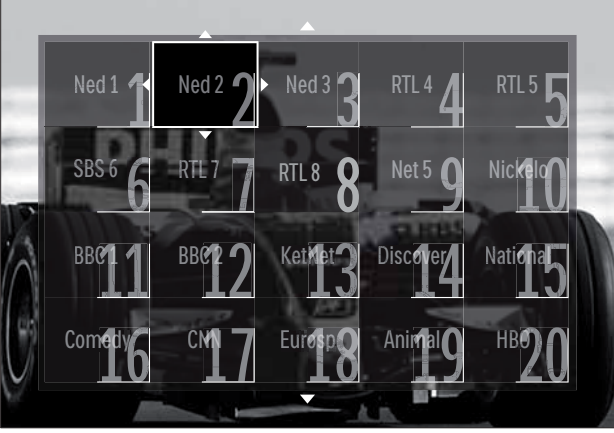 Ned 1 1
Ned 2 2
Ned 3 3
RTL 4 4
RTL 5 5
SBS 6 6
RTL 7 7
RTL 8 8
Net 5 9
Nickelo 10
BBC 1 11
BBC 2 12
KetNet 13
Discover 14
National 15
Comedy 16
CNN 17
Eurospo 18
Animal 19
HBO 20
PHILIPS